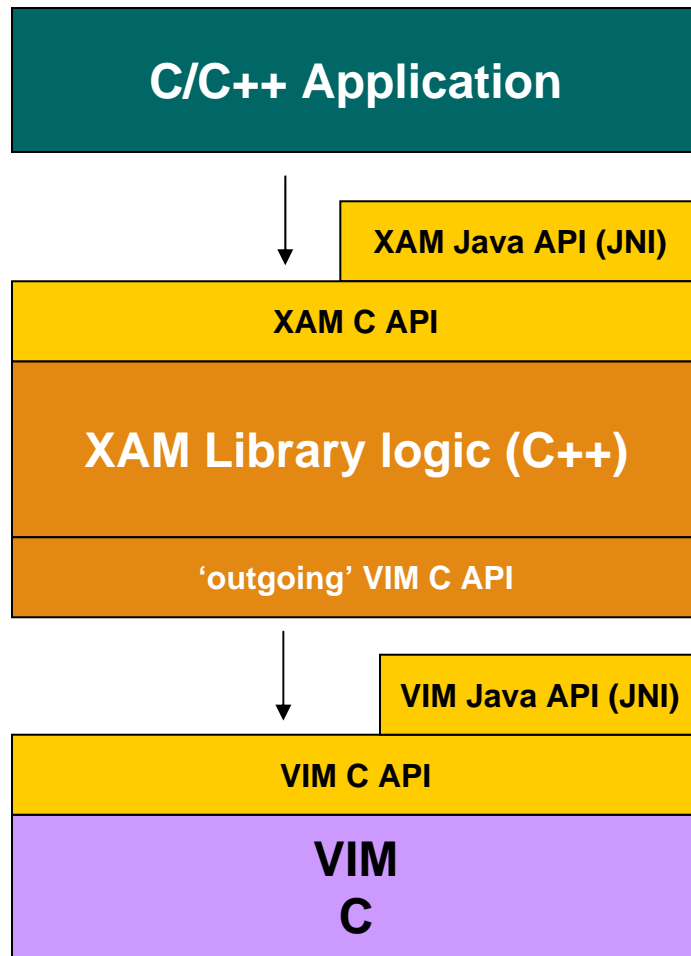 C/C++ Application
XAM Java API (JNI)
XAM C API
XAM Library logic (C++)
‘outgoing’ VIM C API
VIM Java API (JNI)
VIM C API
VIM
C